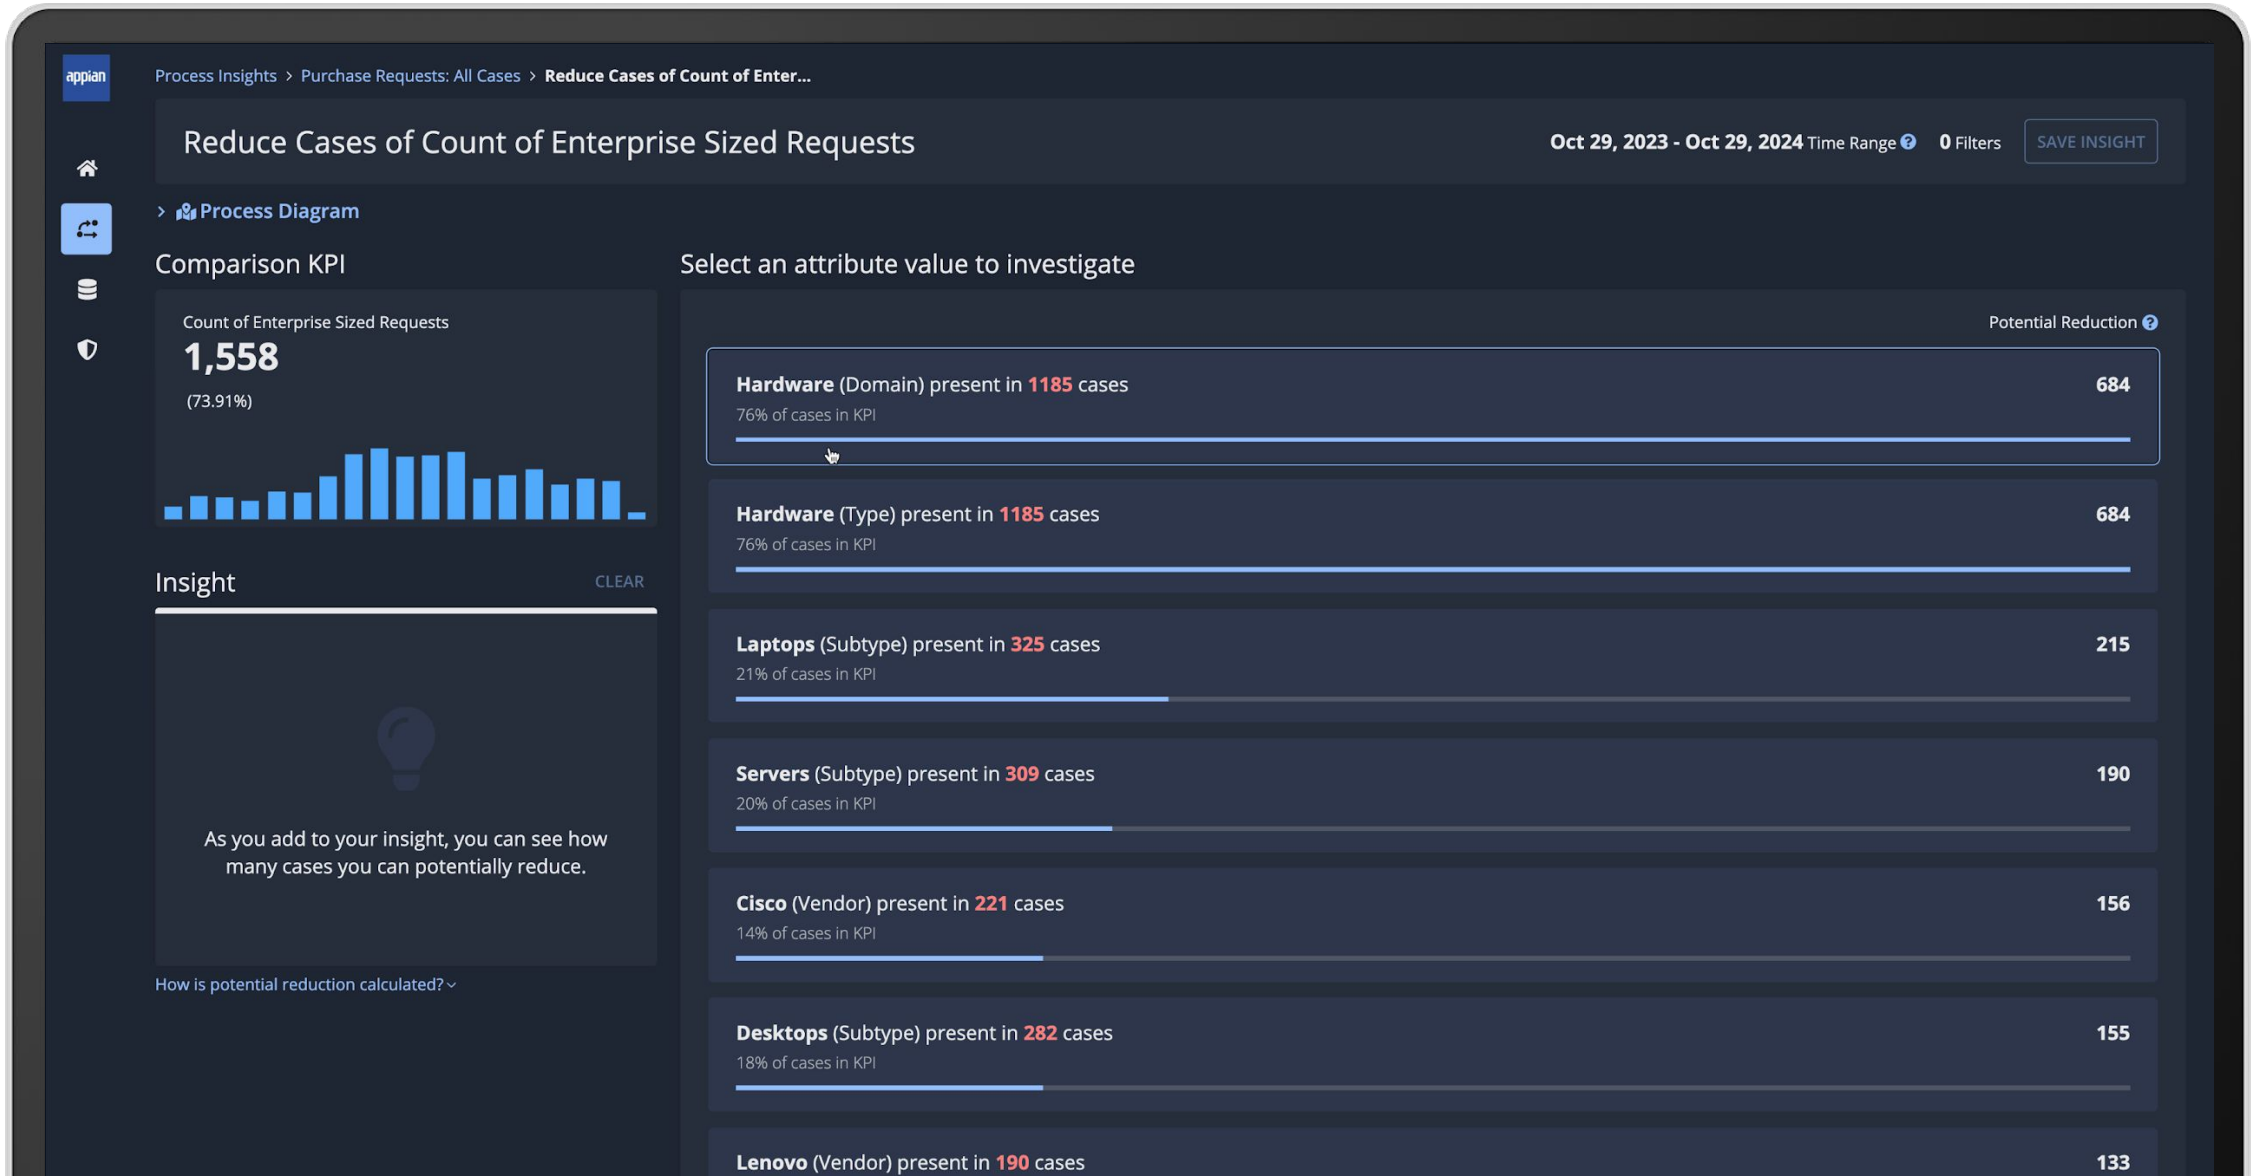 appian
Process Insights > Purchase Requests: All Cases > Reduce Cases of Count of Enter...
Reduce Cases of Count of Enterprise Sized Requests
Oct 29, 2023 - Oct 29, 2024 Time Range ? 0 Filters SAVE INSIGHT
> Process Diagram
Comparison KPI
Count of Enterprise Sized Requests
1,558
(73.91%)
Insight CLEAR
As you add to your insight, you can see how
many cases you can potentially reduce.
How is potential reduction calculated?
Select an attribute value to investigate
Potential Reduction ?
Hardware (Domain) present in 1185 cases 684
76% of cases in KPI
Hardware (Type) present in 1185 cases 684
76% of cases in KPI
Laptops (Subtype) present in 325 cases 215
21% of cases in KPI
Servers (Subtype) present in 309 cases 190
20% of cases in KPI
Cisco (Vendor) present in 221 cases 156
14% of cases in KPI
Desktops (Subtype) present in 282 cases 155
18% of cases in KPI
Lenovo (Vendor) present in 190 cases 133